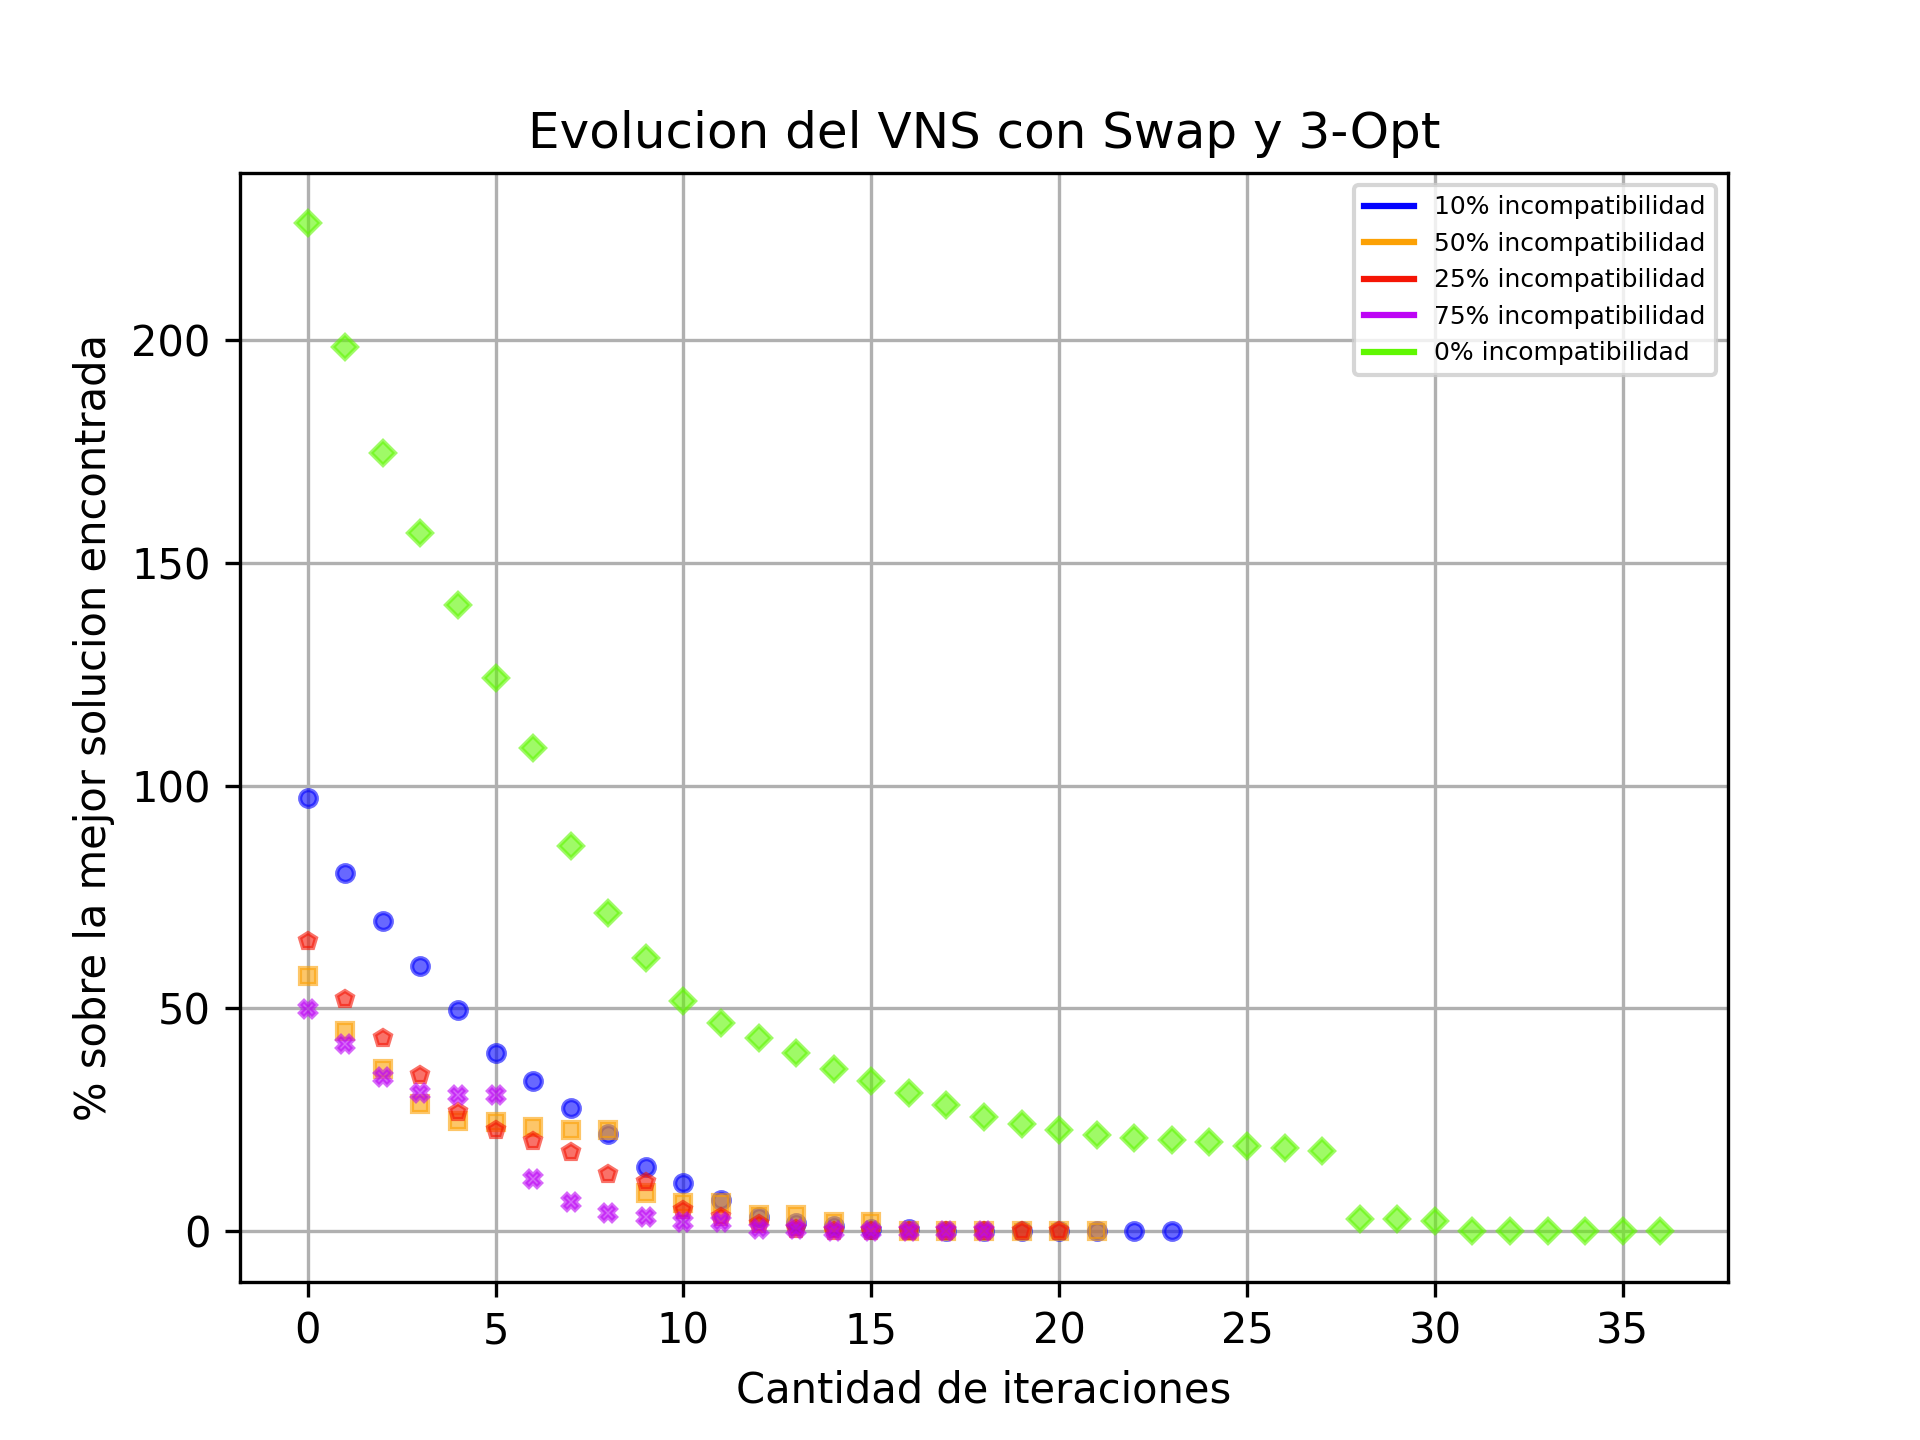 Evolucion del VNS con Swap y 3-Opt
10% incompatibilidad
50% incompatibilidad
25% incompatibilidad
75% incompatibilidad
0% incompatibilidad
% sobre la mejor solucion encontrada
200
150
100
50
0
0 5 10 15 20 25 30 35
Cantidad de iteraciones